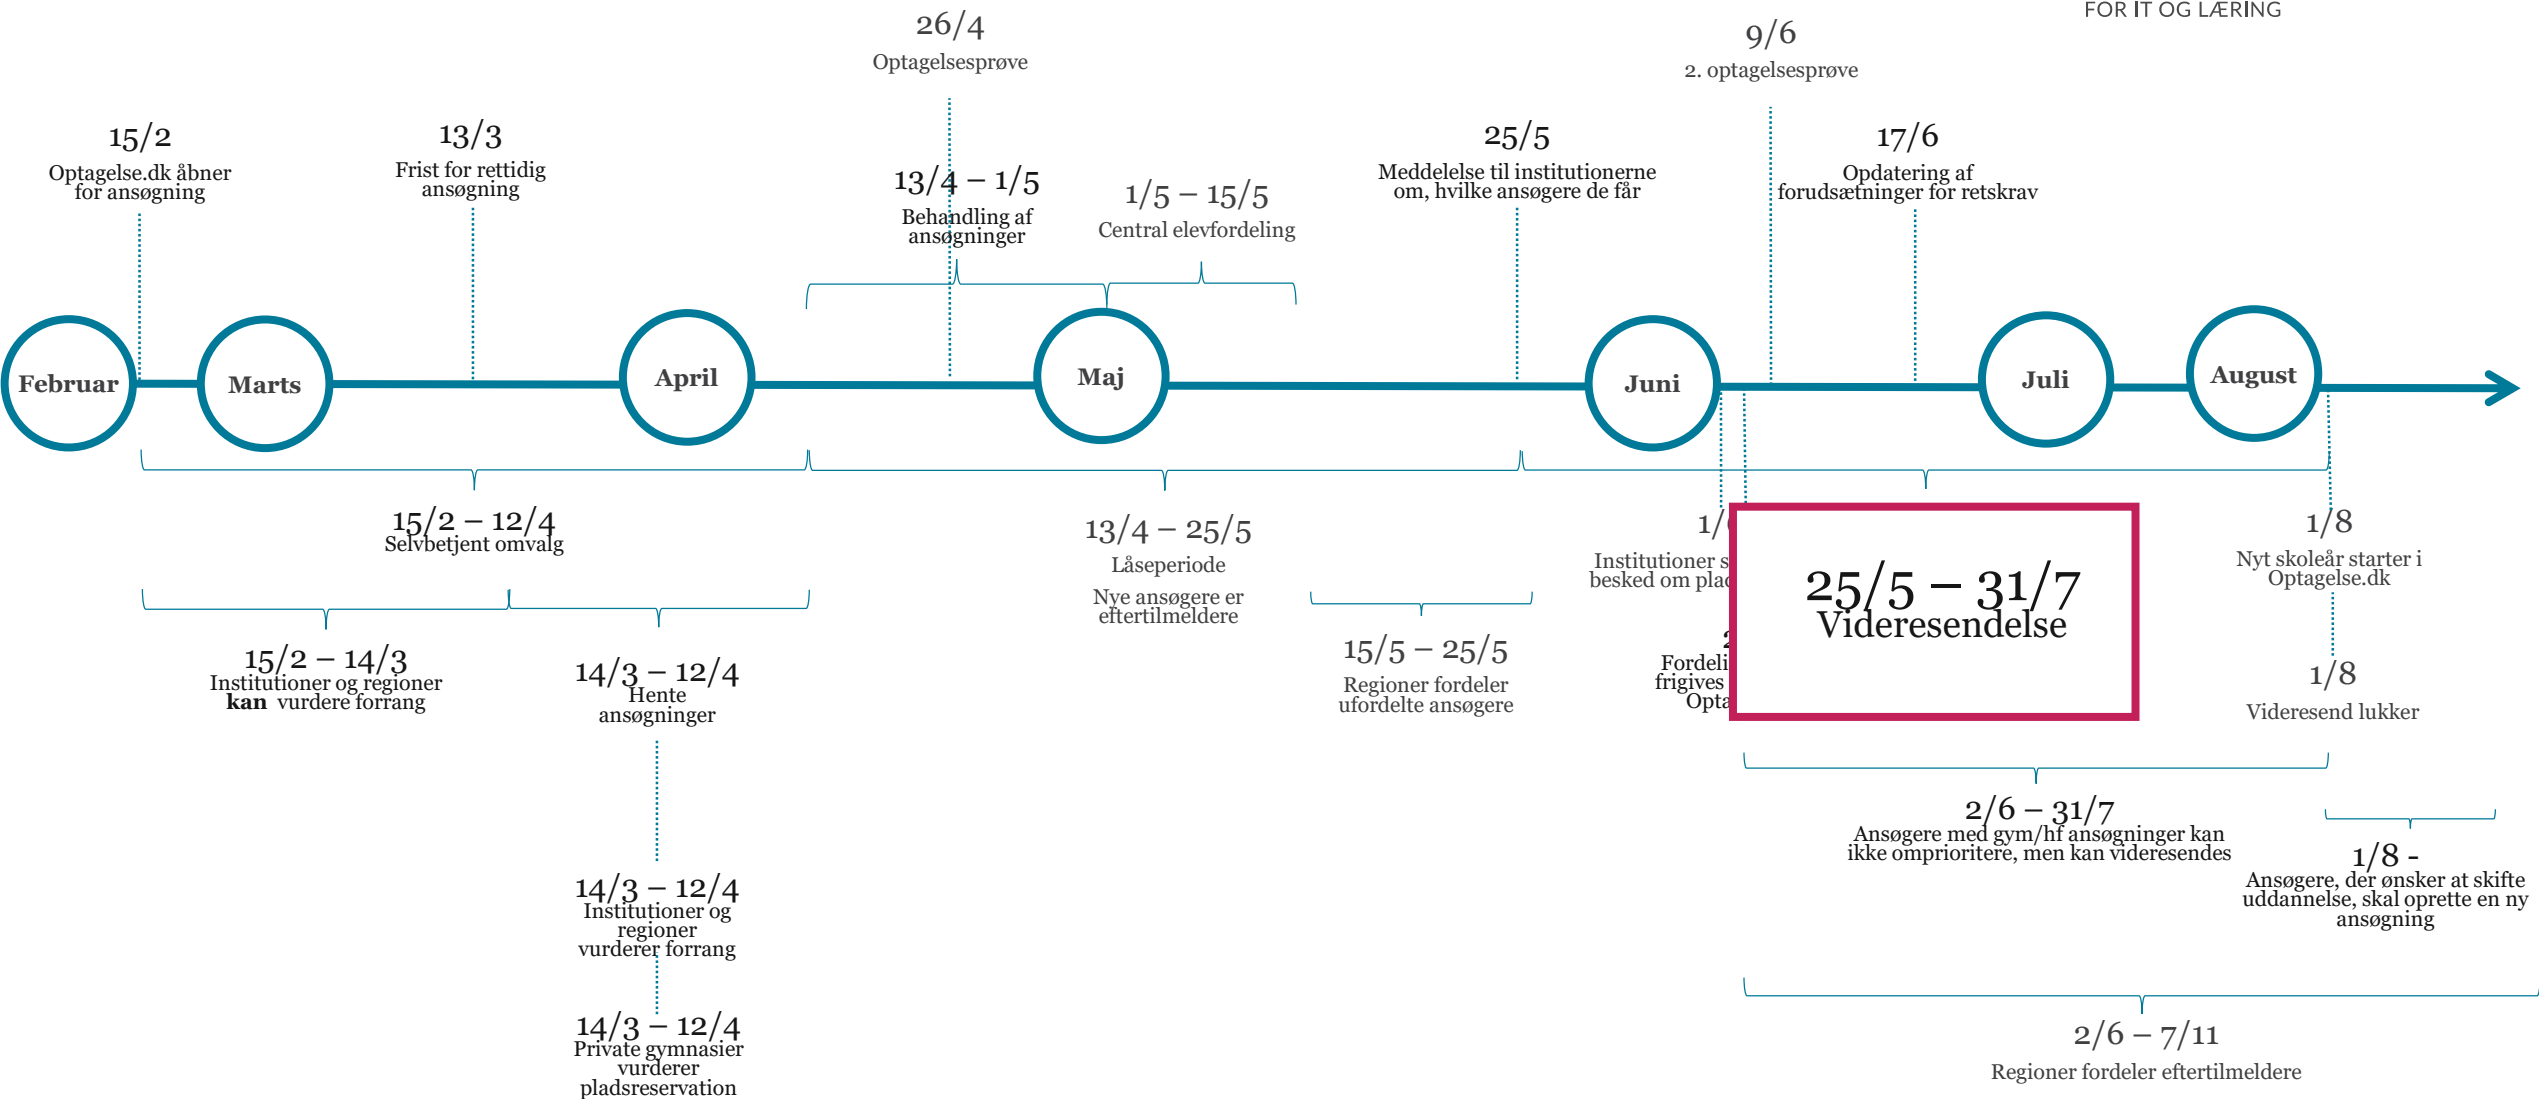 FOR IT OG LÆRING
26/4
Optagelsesprøve
9/6
2. optagelsesprøve
15/2
Optagelse.dk åbner
for ansøgning
13/3
Frist for rettidig
ansøgning
13/4 – 1/5
Behandling af
ansøgninger
1/5 – 15/5
Central elevfordeling
25/5
Meddelelse til institutionerne
om, hvilke ansøgere de får
17/6
Opdatering af
forudsætninger for retskrav
Februar
Marts
April
Maj
Juni
Juli
August
15/2 – 12/4
Selvbetjent omvalg
15/2 – 14/3
Institutioner og regioner
kan vurdere forrang
14/3 – 12/4
Hente
ansøgninger
14/3 – 12/4
Institutioner og
regioner
vurderer forrang
14/3 – 12/4
Private gymnasier
vurderer
pladsreservation
13/4 – 25/5
Låseperiode
Nye ansøgere er
eftertilmeldere
15/5 – 25/5
Regioner fordeler
ufordelte ansøgere
Institutioner
besked om
frigives
25/5 – 31/7
Videresendelse
1/8
Nyt skoleår starter i
Optagelse.dk
1/8
Videresend lukker
2/6 – 31/7
Ansøgere med gym/hf ansøgninger kan
ikke omprioritere, men kan videresendes
1/8 -
Ansøgere, der ønsker at skifte
uddannelse, skal oprette en ny
ansøgning
2/6 – 7/11
Regioner fordeler eftertilmeldere